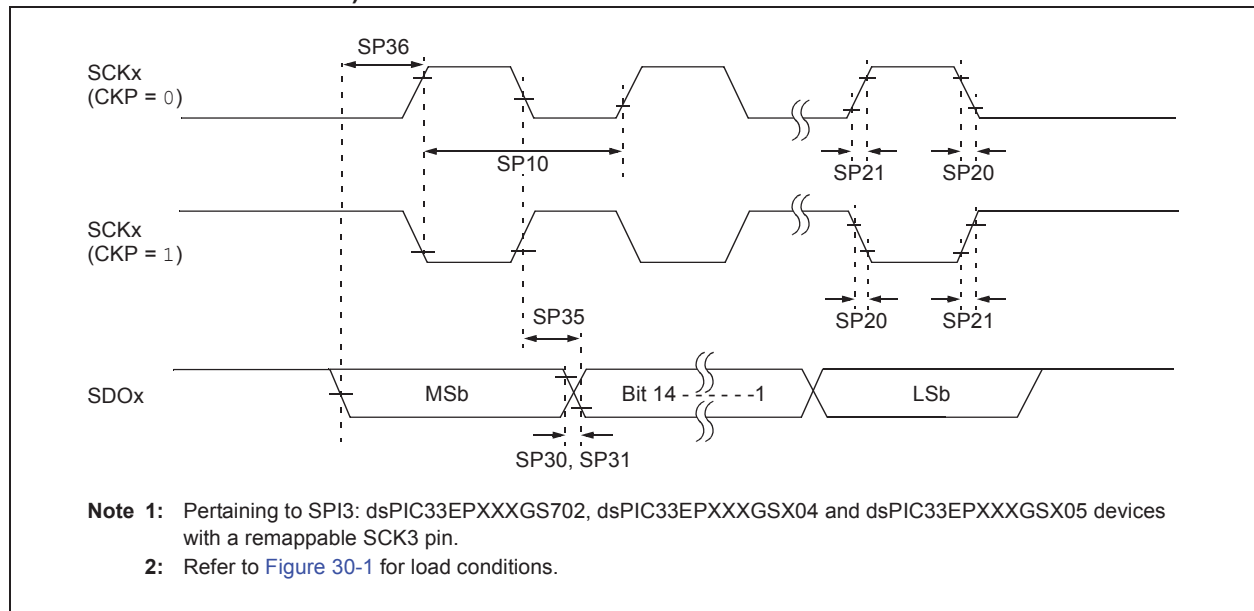 SP36
SCKx
(CKP = 0)
SP10
SP21
SP20
SCKx
(CKP = 1)
SP35
SP20
SP21
SDOx
MSb
Bit 14 - - - - - -1
LSb
SP30, SP31
Note 1: Pertaining to SPI3: dsPIC33EPXXXGS702, dsPIC33EPXXXGSX04 and dsPIC33EPXXXGSX05 devices
with a remappable SCK3 pin.
2: Refer to Figure 30-1 for load conditions.